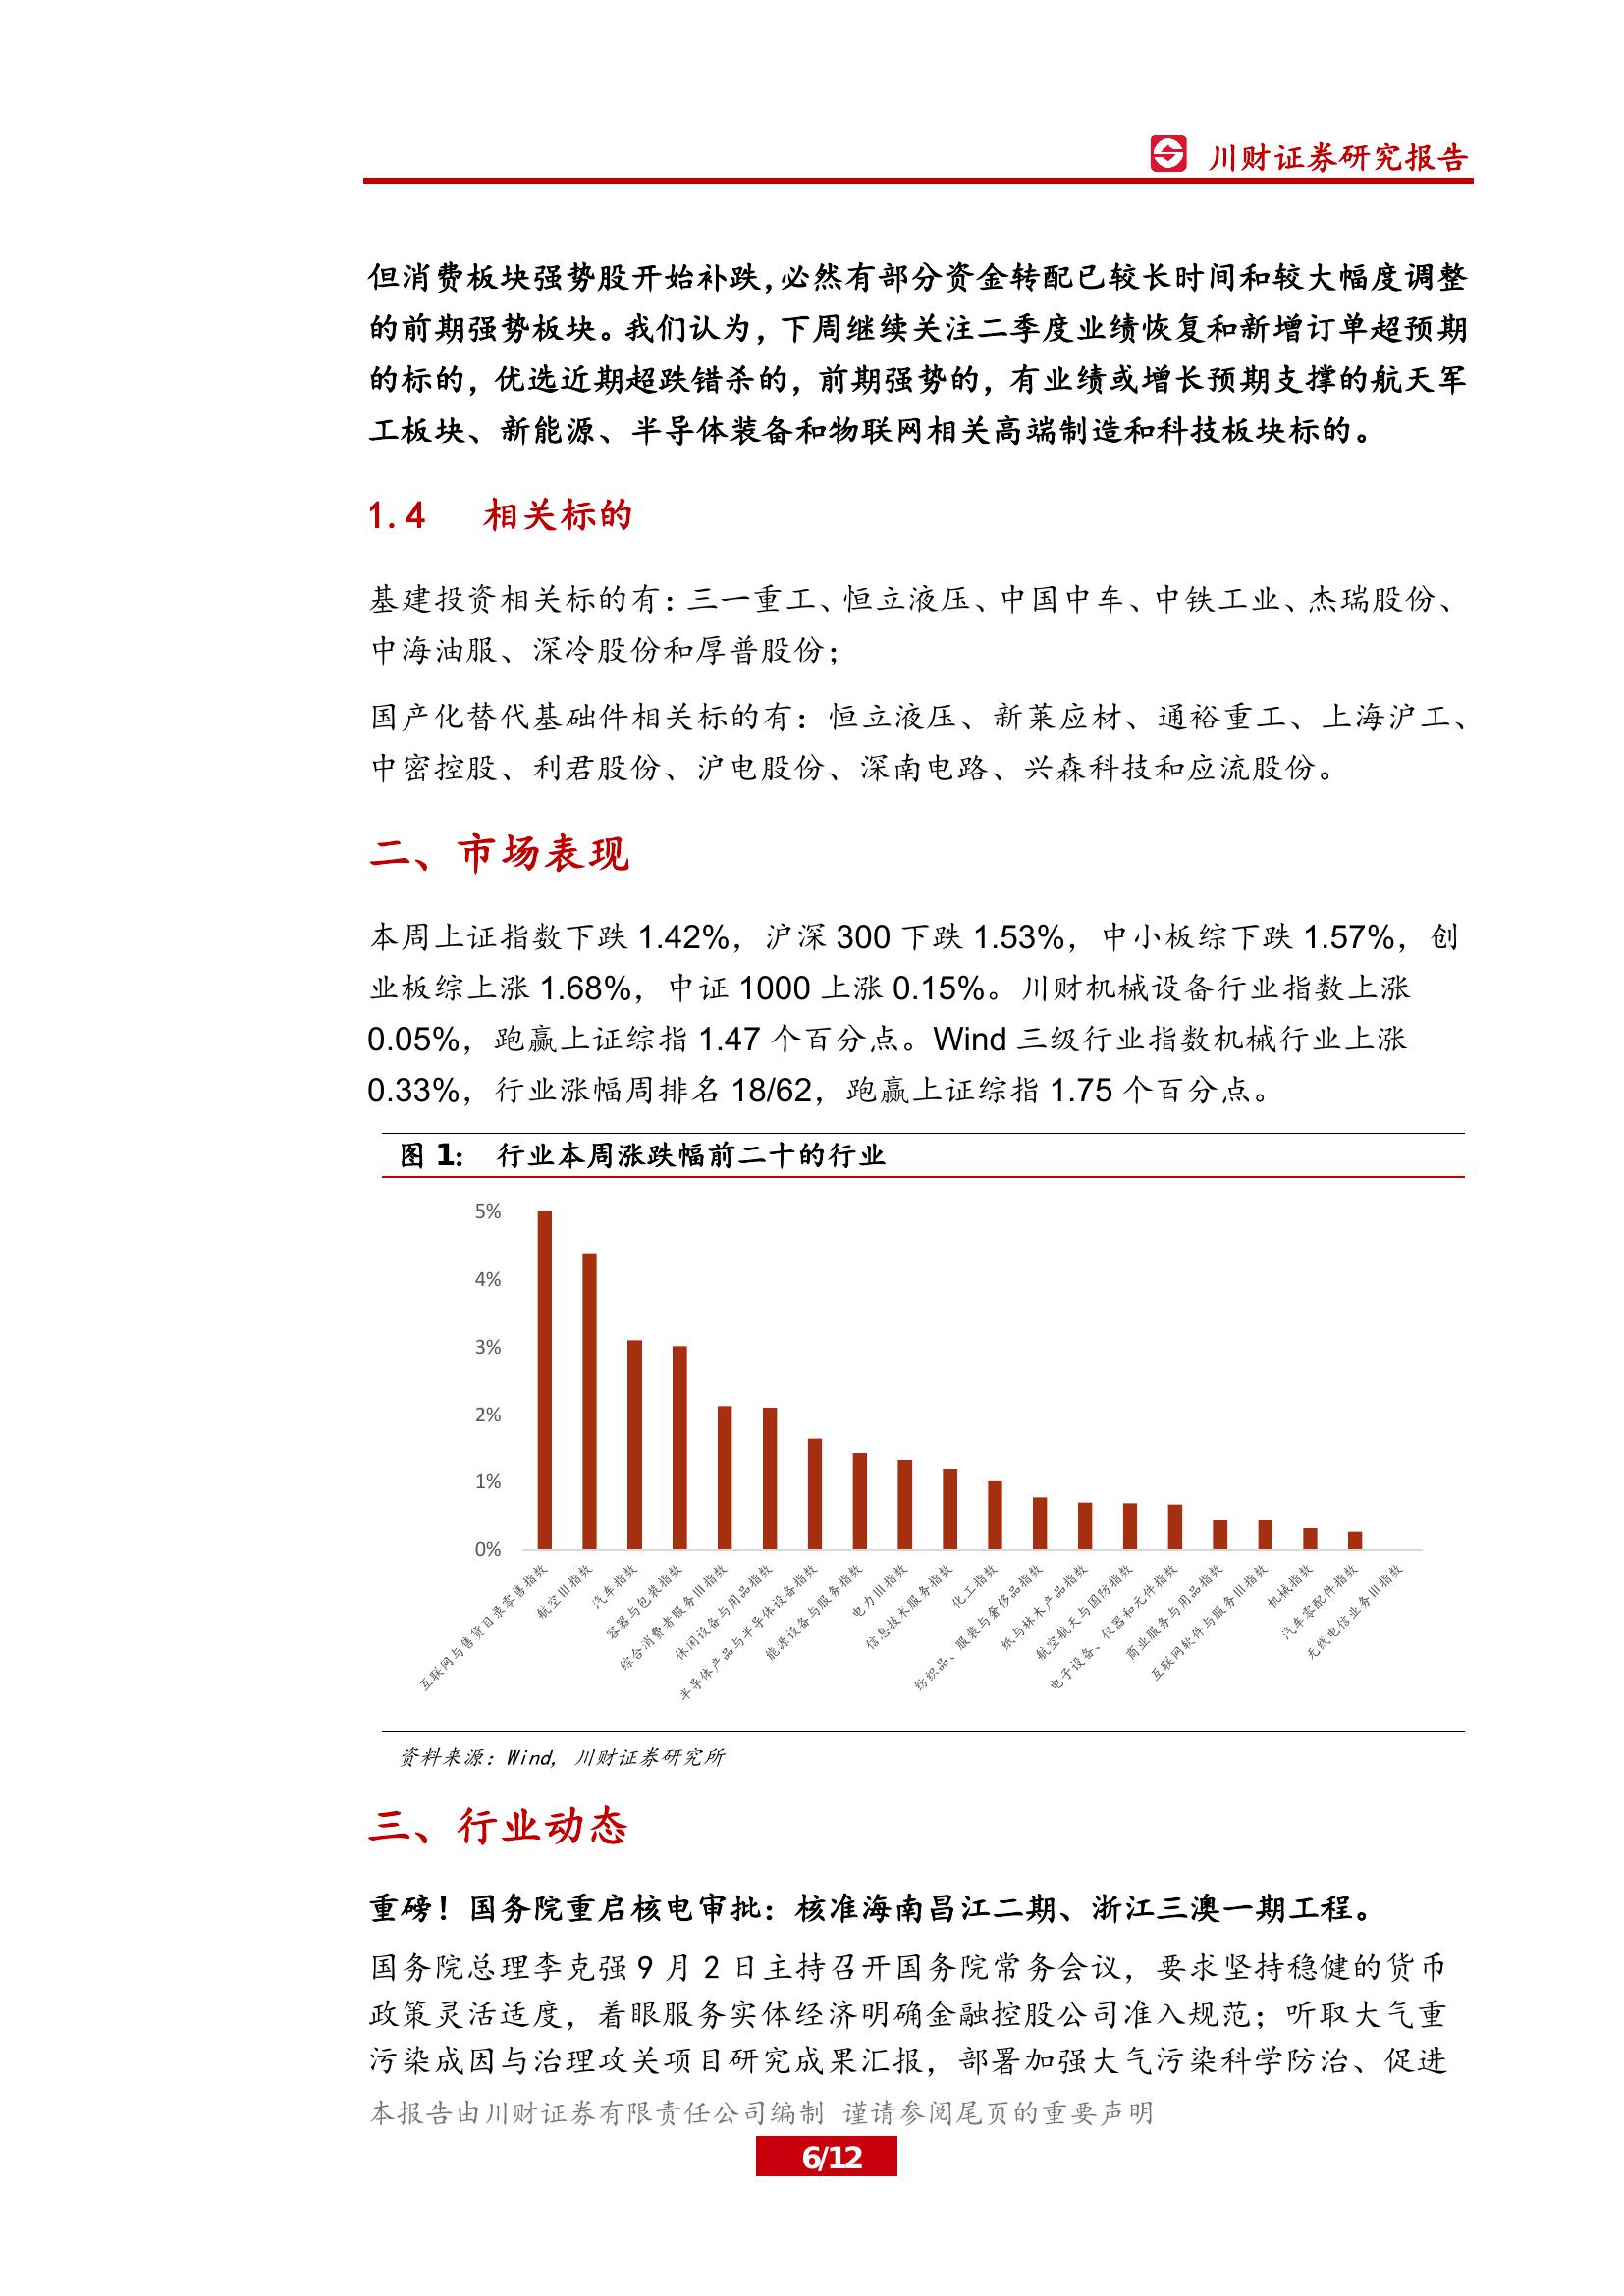 川财证券研究报告
但消费板块强势股开始补跌,必然有部分资金转配已较长时间和较大幅度调整
的前期强势板块。我们认为，下周继续关注二季度业绩恢复和新增订单超预期
的标的，优选近期超跌错杀的，前期强势的，有业绩或增长预期支撑的航天军
工板块、新能源、半导体装备和物联网相关高端制造和科技板块标的。
1.4 相关标的
基建投资相关标的有：三一重工、恒立液压、中国中车、中铁工业、杰瑞股份、
中海油服、深冷股份和厚普股份；
国产化替代基础件相关标的有：恒立液压、新莱应材、通裕重工、上海沪工、
中密控股、利君股份、沪电股份、深南电路、兴森科技和应流股份。
二、市场表现
本周上证指数下跌 1.42%，沪深 300 下跌 1.53%，中小板综下跌 1.57%，创
业板综上涨 1.68%，中证 1000 上涨 0.15%。川财机械设备行业指数上涨
0.05%，跑赢上证综指 1.47 个百分点。Wind 三级行业指数机械行业上涨
0.33%，行业涨幅周排名 18/62，跑赢上证综指 1.75 个百分点。
图 1： 行业本周涨跌幅前二十的行业
5%
4%
3%
2%
1%
0%
互联网与售货目录零售指数
航空Ⅲ指数
汽车指数
容器与包装指数
综合消费者服务Ⅲ指数
休闲设备与用品指数
半导体产品与半导体设备指数
能源设备与服务指数
电力Ⅲ指数
信息技术服务指数
化工指数
纺织品、服装与奢侈品指数
纸与林木产品指数
航空航天与国防指数
电子设备、仪器和元件指数
商业服务与用品指数
互联网软件与服务Ⅲ指数
机械指数
汽车零配件指数
无线电信业务Ⅲ指数
资料来源：Wind, 川财证券研究所
三、行业动态
重磅！国务院重启核电审批：核准海南昌江二期、浙江三澳一期工程。
国务院总理李克强 9 月 2 日主持召开国务院常务会议，要求坚持稳健的货币
政策灵活适度，着眼服务实体经济明确金融控股公司准入规范；听取大气重
污染成因与治理攻关项目研究成果汇报，部署加强大气污染科学防治、促进
本报告由川财证券有限责任公司编制 谨请参阅尾页的重要声明
6/12